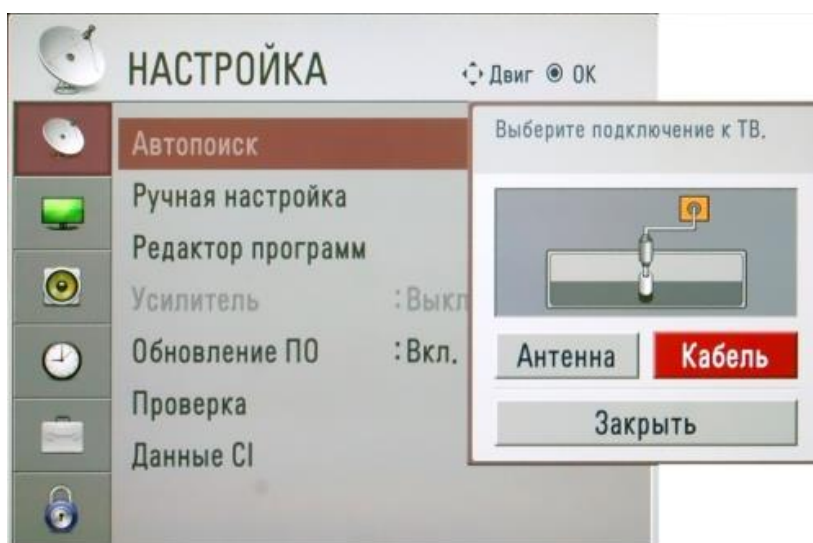 НАСТРОЙКА
Двиг OK
Автопоиск
Ручная настройка
Редактор программ
Усилитель :Выкл
Обновление ПО :Вкл.
Проверка
Данные CI
Выберите подключение к ТВ.
Антенна Кабель
Закрыть